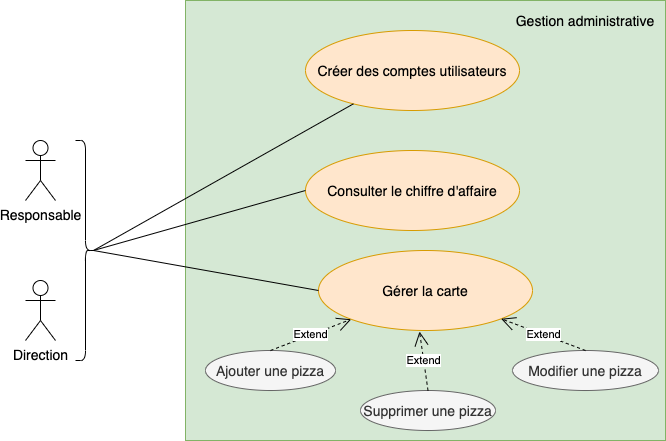 Gestion administrative
Créer des comptes utilisateurs
Responsable
Consulter le chiffre d'affaire
Direction
Gérer la carte
Extend
Extend
Extend
Ajouter une pizza
Supprimer une pizza
Modifier une pizza